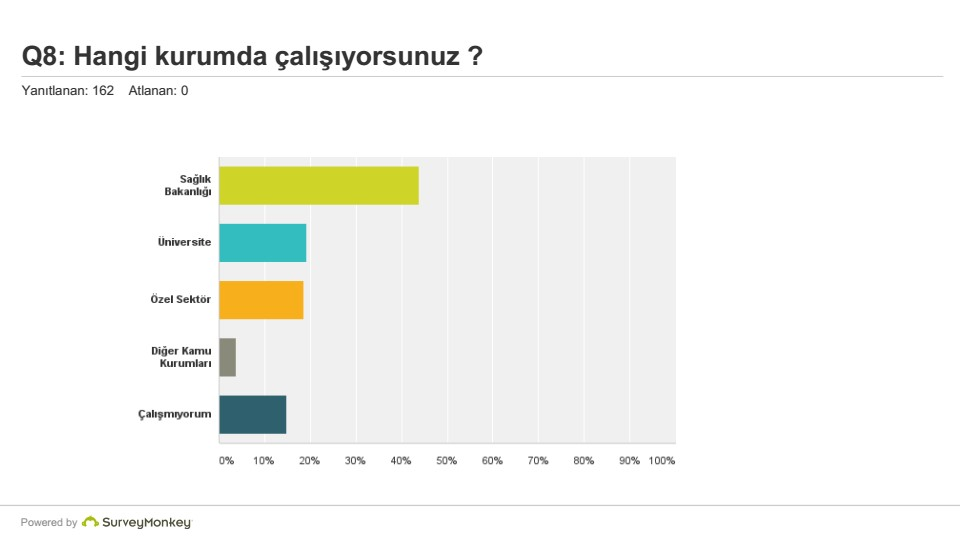 Q8: Hangi kurumda çalışıyorsunuz ?
Yanıtlanan: 162 Atlanan: 0
Sağlık
Bakanlığı
Üniversite
Özel Sektör
Diğer Kamu
Kurumları
Çalışmıyorum
0% 10% 20% 30% 40% 50% 60% 70% 80% 90% 100%
Powered by SurveyMonkey